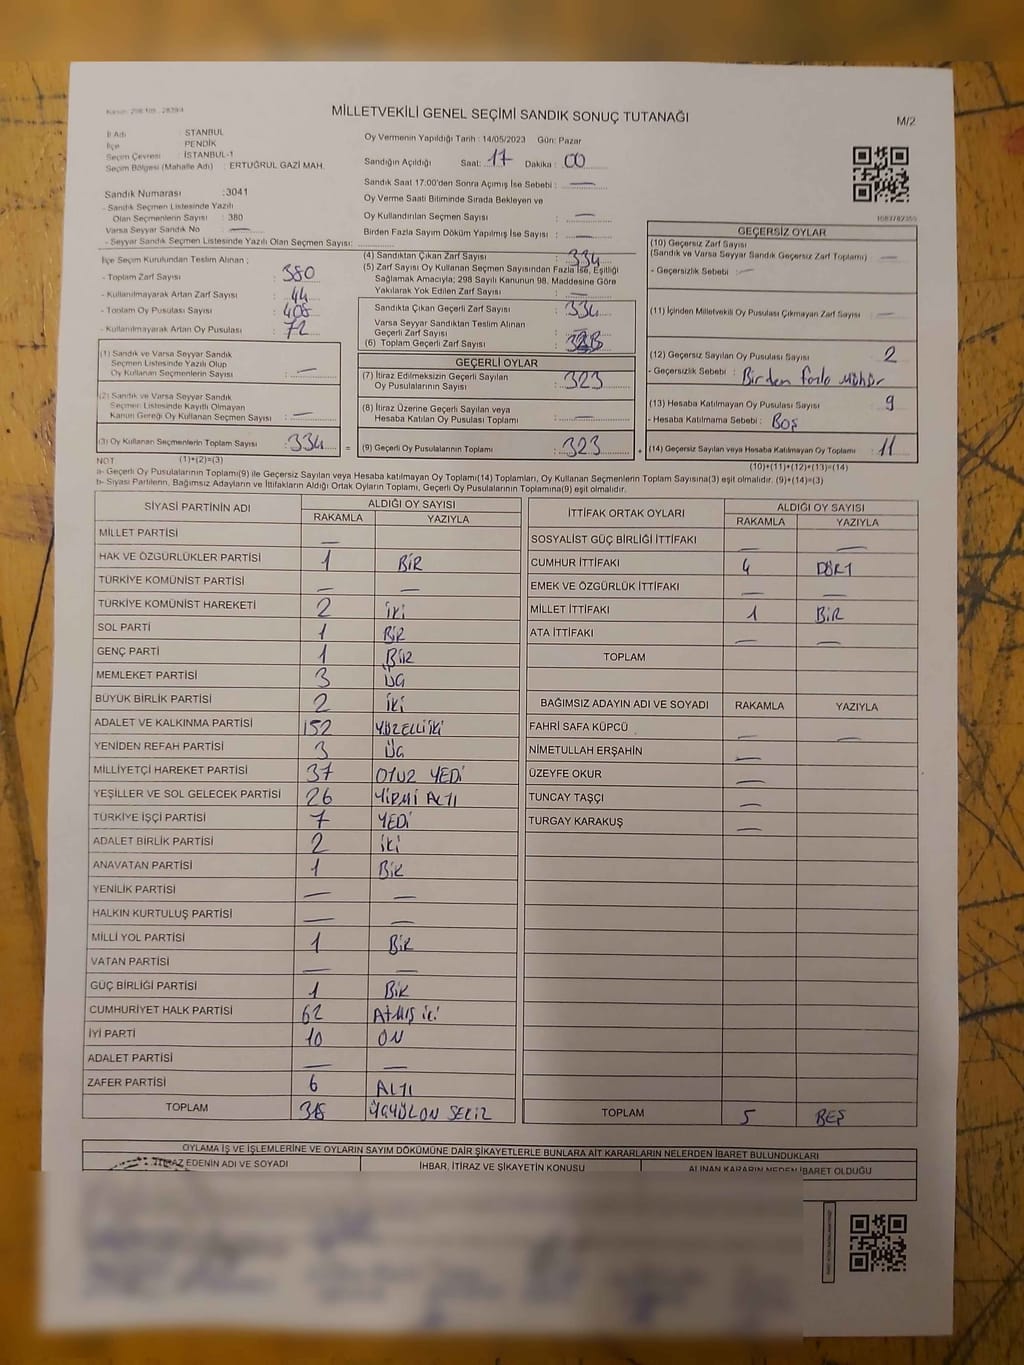 Kanun: 298 Md.: 283/4
MİLLETVEKİLİ GENEL SEÇİMİ SANDIK SONUÇ TUTANAĞI
M/2
İl Adı : STANBUL
İlçe : PENDİK
Seçim Çevresi : İSTANBUL-1
Seçim Bölgesi (Mahalle Adı) : ERTUĞRUL GAZİ MAH.
Oy Vermenin Yapıldığı Tarih : 14/05/2023 Gün: Pazar
Sandığın Açıldığı Saat: 17 Dakika : 00
Sandık Saat 17:00'den Sonra Açımış İse Sebebi : —
Oy Verme Saati Bitiminde Sırada Bekleyen ve
Oy Kullandırılan Seçmen Sayısı : —
Birden Fazla Sayım Döküm Yapılmış İse Sayısı : —
Sandık Numarası :3041
- Sandık Seçmen Listesinde Yazılı
Olan Seçmenlerin Sayısı : 380
Varsa Seyyar Sandık No : —
- Seyyar Sandık Seçmen Listesinde Yazılı Olan Seçmen Sayısı:
İlçe Seçim Kurulundan Teslim Alınan ;
- Toplam Zarf Sayısı : 380
- Kullanılmayarak Artan Zarf Sayısı : 44
- Toplam Oy Pusulası Sayısı : 408
- Kullanılmayarak Artan Oy Pusulası : 72
(1) Sandık ve Varsa Seyyar Sandık
Seçmen Listesinde Yazılı Olup
Oy Kullanan Seçmenlerin Sayısı : —
(2) Sandık ve Varsa Seyyar Sandık
Seçmen Listesinde Kayıtlı Olmayan
Kanun Gereği Oy Kullanan Seçmen Sayısı : —
(3) Oy Kullanan Seçmenlerin Toplam Sayısı : 334 =
(1)+(2)=(3)
(4) Sandıktan Çıkan Zarf Sayısı : 334
(5) Zarf Sayısı Oy Kullanan Seçmen Sayısından Fazla İse, Eşitliği
Sağlamak Amacıyla; 298 Sayılı Kanunun 98. Maddesine Göre
Yakılarak Yok Edilen Zarf Sayısı : —
Sandıkta Çıkan Geçerli Zarf Sayısı : 334
Varsa Seyyar Sandıktan Teslim Alınan
Geçerli Zarf Sayısı :
(6) Toplam Geçerli Zarf Sayısı
GEÇERLİ OYLAR
(7) İtiraz Edilmeksizin Geçerli Sayılan
Oy Pusulalarının Sayısı : 323
(8) İtiraz Üzerine Geçerli Sayılan veya
Hesaba Katılan Oy Pusulası Toplamı : —
(9) Geçerli Oy Pusulalarının Toplamı : 323 +
GEÇERSİZ OYLAR
(10) Geçersiz Zarf Sayısı
(Sandık ve Varsa Seyyar Sandık Geçersiz Zarf Toplamı) : —
- Geçersizlik Sebebi : —
(11) İçinden Milletvekili Oy Pusulası Çıkmayan Zarf Sayısı : —
(12) Geçersiz Sayılan Oy Pusulası Sayısı : 2
- Geçersizlik Sebebi : Birden fazla mühür
(13) Hesaba Katılmayan Oy Pusulası Sayısı : 9
- Hesaba Katılmama Sebebi : Boş
(14) Geçersiz Sayılan veya Hesaba Katılmayan Oy Toplamı : 11
(10)+(11)+(12)+(13)=(14)
NOT
a- Geçerli Oy Pusulalarının Toplamı(9) ile Geçersiz Sayılan veya Hesaba katılmayan Oy Toplamı(14) Toplamları, Oy Kullanan Seçmenlerin Toplam Sayısına(3) eşit olmalıdır. (9)+(14)=(3)
b- Siyasi Partilerin, Bağımsız Adayların ve İttifakların Aldığı Ortak Oyların Toplamı, Geçerli Oy Pusulalarının Toplamına(9) eşit olmalıdır.
SİYASİ PARTİNİN ADI ALDIĞI OY SAYISI
RAKAMLA YAZIYLA
MİLLET PARTİSİ —
HAK VE ÖZGÜRLÜKLER PARTİSİ 1 BİR
TÜRKİYE KOMÜNİST PARTİSİ — —
TÜRKİYE KOMÜNİST HAREKETİ 2 iki
SOL PARTİ 1 BİR
GENÇ PARTİ 1 BİR
MEMLEKET PARTİSİ 3 ÜÇ
BÜYÜK BİRLİK PARTİSİ 2 iKi
ADALET VE KALKINMA PARTİSİ 152 YÜZELLİİKİ
YENİDEN REFAH PARTİSİ 3 ÜÇ
MİLLİYETÇİ HAREKET PARTİSİ 37 OTUZ YEDİ
YEŞİLLER VE SOL GELECEK PARTİSİ 26 YİRMİ ALTI
TÜRKİYE İŞÇİ PARTİSİ 7 YEDİ
ADALET BİRLİK PARTİSİ 2 iki
ANAVATAN PARTİSİ 1 BİR
YENİLİK PARTİSİ — —
HALKIN KURTULUŞ PARTİSİ — —
MİLLİ YOL PARTİSİ 1 BİR
VATAN PARTİSİ — —
GÜÇ BİRLİĞİ PARTİSİ 1 BİR
CUMHURİYET HALK PARTİSİ 62 ATMIŞ iki
İYİ PARTİ 10 ON
ADALET PARTİSİ — —
ZAFER PARTİSİ 6 ALTI
TOPLAM 318
İTTİFAK ORTAK OYLARI ALDIĞI OY SAYISI
RAKAMLA YAZIYLA
SOSYALİST GÜÇ BİRLİĞİ İTTİFAKI — —
CUMHUR İTTİFAKI 4 DÖRT
EMEK VE ÖZGÜRLÜK İTTİFAKI — —
MİLLET İTTİFAKI 1 BİR
ATA İTTİFAKI — —
TOPLAM
BAĞIMSIZ ADAYIN ADI VE SOYADI RAKAMLA YAZIYLA
FAHRİ SAFA KÜPCÜ — —
NİMETULLAH ERŞAHİN —
ÜZEYFE OKUR —
TUNCAY TAŞÇI —
TURGAY KARAKUŞ —
TOPLAM 5 BEŞ
OYLAMA İŞ VE İŞLEMLERİNE VE OYLARIN SAYIM DÖKÜMÜNE DAİR ŞİKAYETLERLE BUNLARA AİT KARARLARIN NELERDEN İBARET BULUNDUKLARI
EDENİN ADI VE SOYADI İHBAR, İTİRAZ VE ŞİKAYETİN KONUSU ALINAN KARARIN NEDEN İBARET OLDUĞU